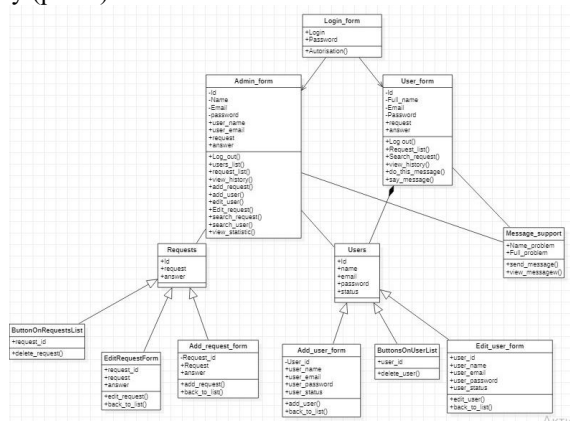 Login_form
+Login
+Password
+Autorisation()
Admin_form
-Id
-Name
-Email
-password
+user_name
+user_email
+request
+answer
+Log_out()
+users_list()
+request_list()
+view_history()
+add_request()
+add_user()
+edit_user()
+Edit_request()
+search_request()
+search_user()
+view_statistic()
User_form
-Id
-Full_name
-Email
-Password
+request
+answer
+Log out()
+Request_list()
+Search_request()
+view_history()
+do_this_message()
+say_message()
Requests
+Id
+request
+answer
Users
+Id
+name
+email
+password
+status
Message_support
+Name_problem
+Full_problem
+send_message()
+view_messagew()
ButtonOnRequestsList
+request_id
+delete_request()
EditRequestForm
+request_id
+request
+answer
+edit_request()
+back_to_list()
Add_request_form
-Request_id
+Request
+answer
+add_request()
+back_to_list()
Add_user_form
-User_id
+user_name
+user_email
+user_password
+user_status
+add_user()
+back_to_list()
ButtonsOnUserList
+user_id
+delete_user()
Edit_user_form
+user_id
+user_name
+user_email
+user_password
+user_status
+edit_user()
+back_to_list()